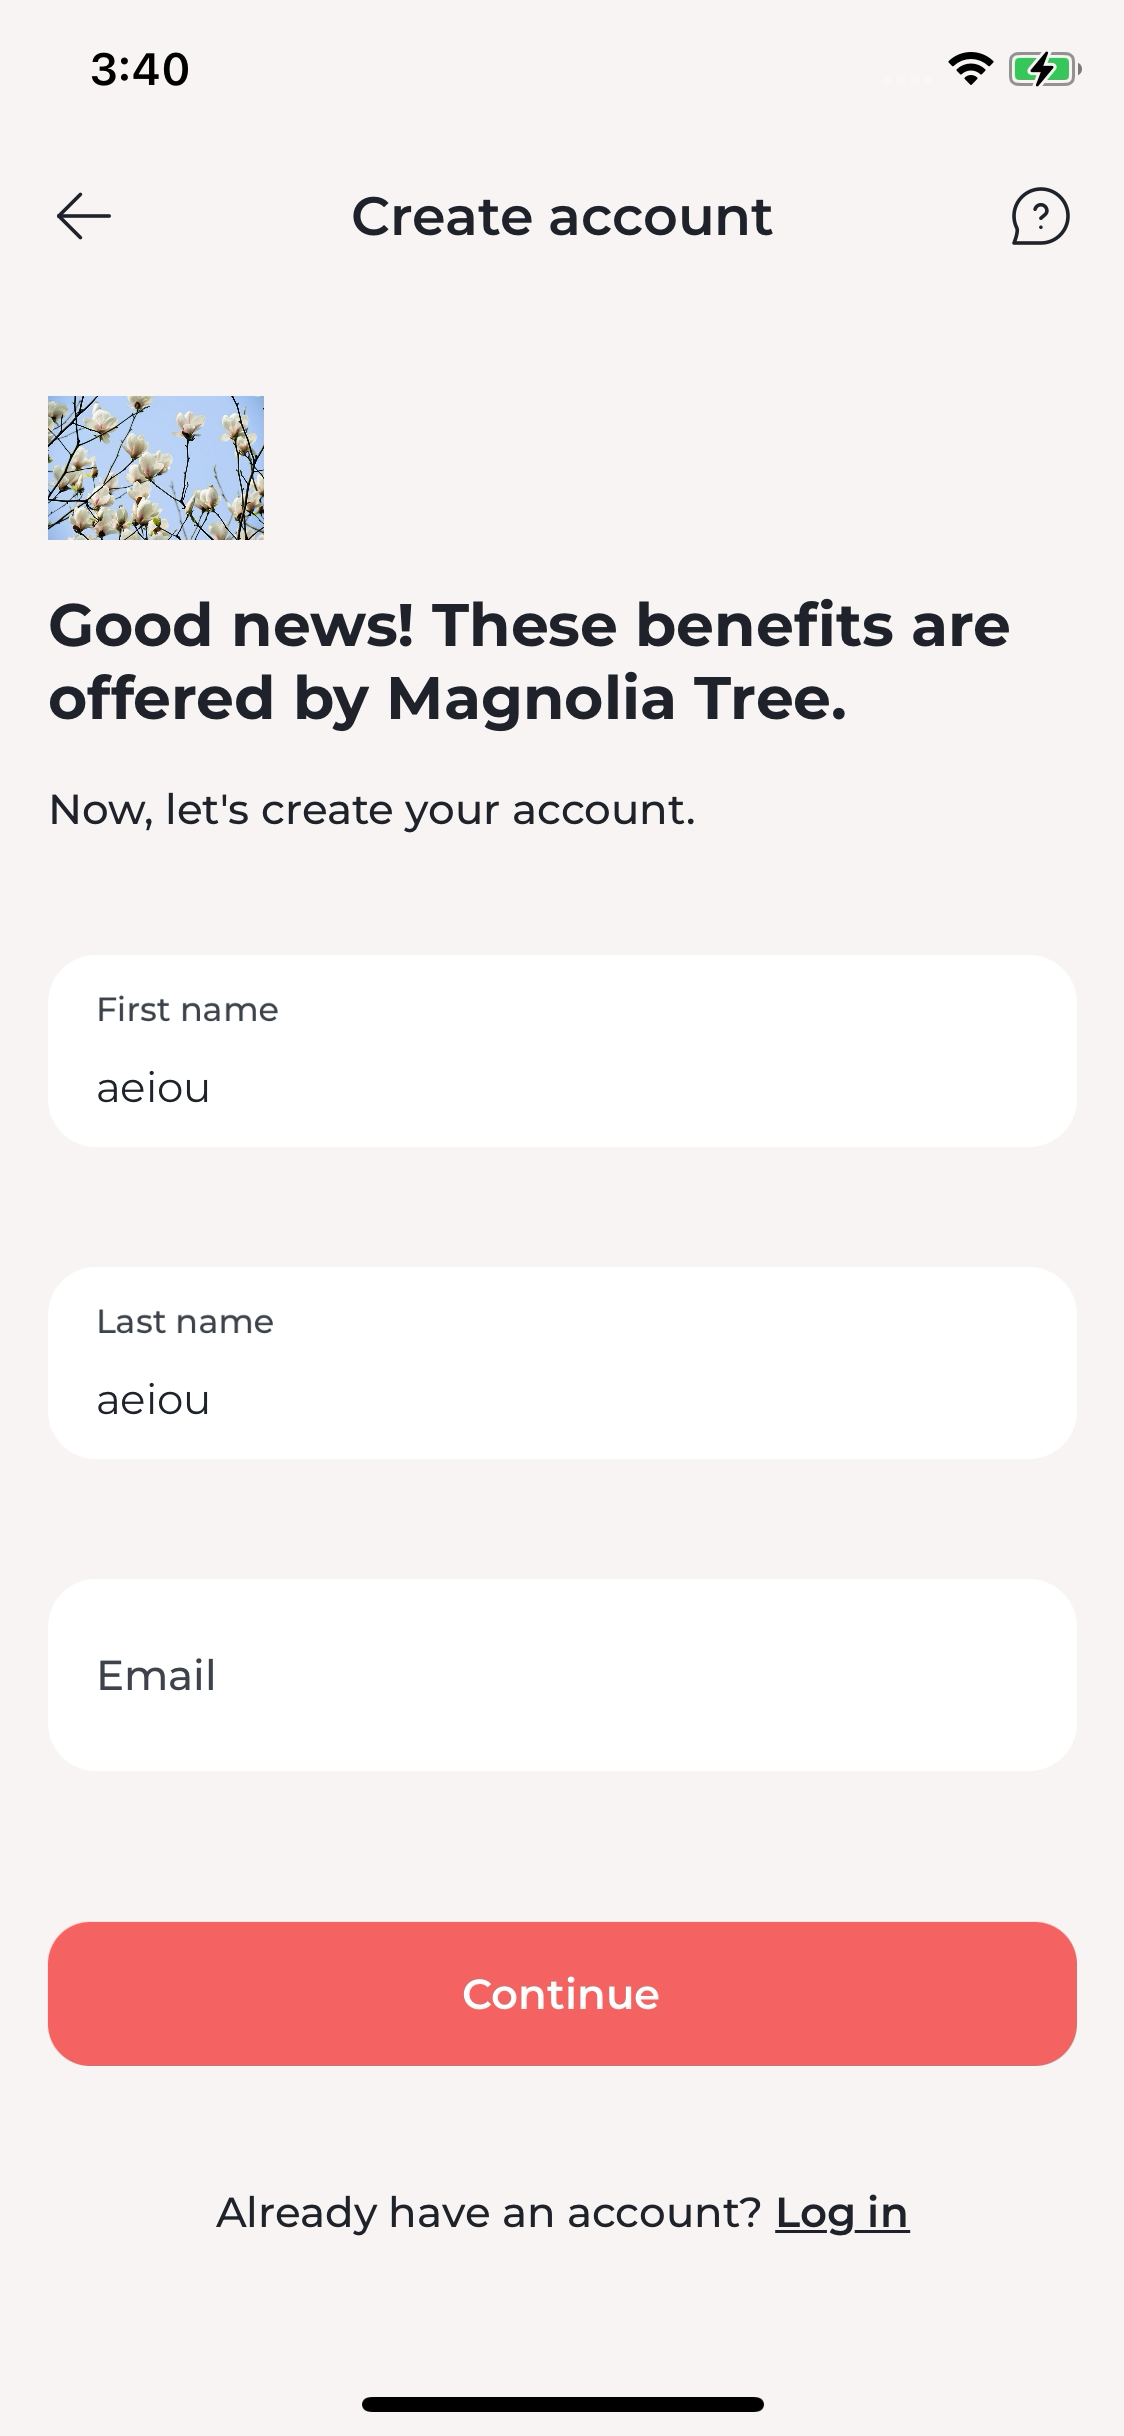 3:40
Create account
Good news! These benefits are
offered by Magnolia Tree.
Now, let's create your account.
First name
aeiou
Last name
aeiou
Email
Continue
Already have an account? Log in